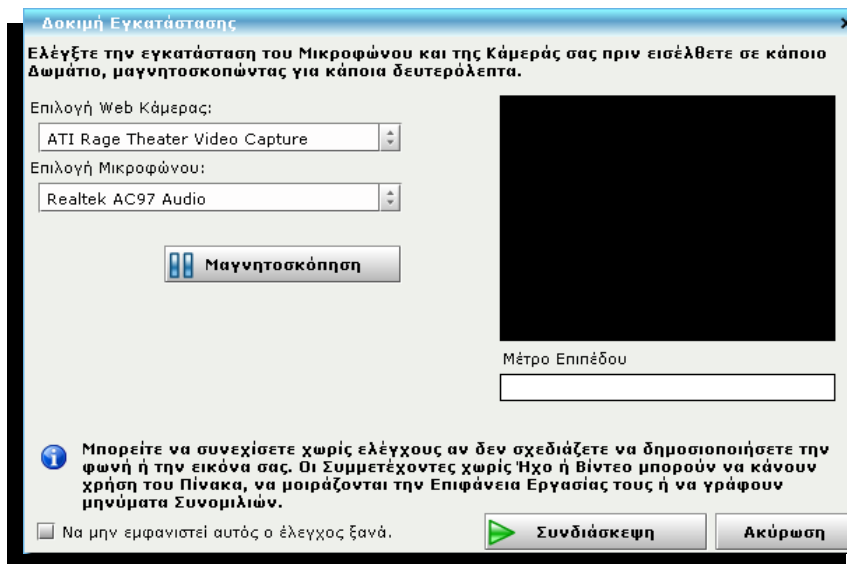 Δοκιμή Εγκατάστασης
Ελέγξτε την εγκατάσταση του Μικροφώνου και της Κάμεράς σας πριν εισέλθετε σε κάποιο
Δωμάτιο, μαγνητοσκοπώντας για κάποια δευτερόλεπτα.
Επιλογή Web Κάμερας:
ATI Rage Theater Video Capture
Επιλογή Μικροφώνου:
Realtek AC97 Audio
Μαγνητοσκόπηση
Μέτρο Επιπέδου
Μπορείτε να συνεχίσετε χωρίς ελέγχους αν δεν σχεδιάζετε να δημοσιοποιήσετε την
φωνή ή την εικόνα σας. Οι Συμμετέχοντες χωρίς Ήχο ή Βίντεο μπορούν να κάνουν
χρήση του Πίνακα, να μοιράζονται την Επιφάνεια Εργασίας τους ή να γράφουν
μηνύματα Συνομιλιών.
Να μην εμφανιστεί αυτός ο έλεγχος ξανά.
Συνδιάσκεψη
Ακύρωση